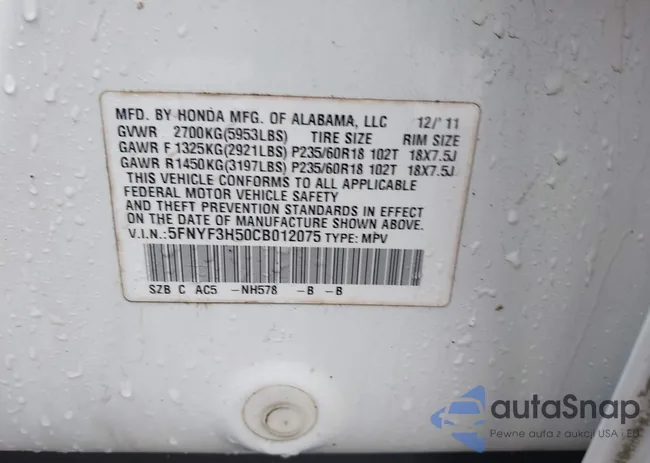 MFD. BY HONDA MFG. OF ALABAMA, LLC 12/'11
GVWR 2700KG(5953LBS) TIRE SIZE RIM SIZE
GAWR F 1325KG(2921LBS) P235/60R18 102T 18X7.5J
GAWR R 1450KG(3197LBS) P235/60R18 102T 18X7.5J
THIS VEHICLE CONFORMS TO ALL APPLICABLE
FEDERAL MOTOR VEHICLE SAFETY
AND THEFT PREVENTION STANDARDS IN EFFECT
ON THE DATE OF MANUFACTURE SHOWN ABOVE.
V.I.N.:5FNYF3H50CB012075 TYPE: MPV
SZB C AC5 -NH578 -B -B
autoSnap
Pewne auta z aukcji USA i EU